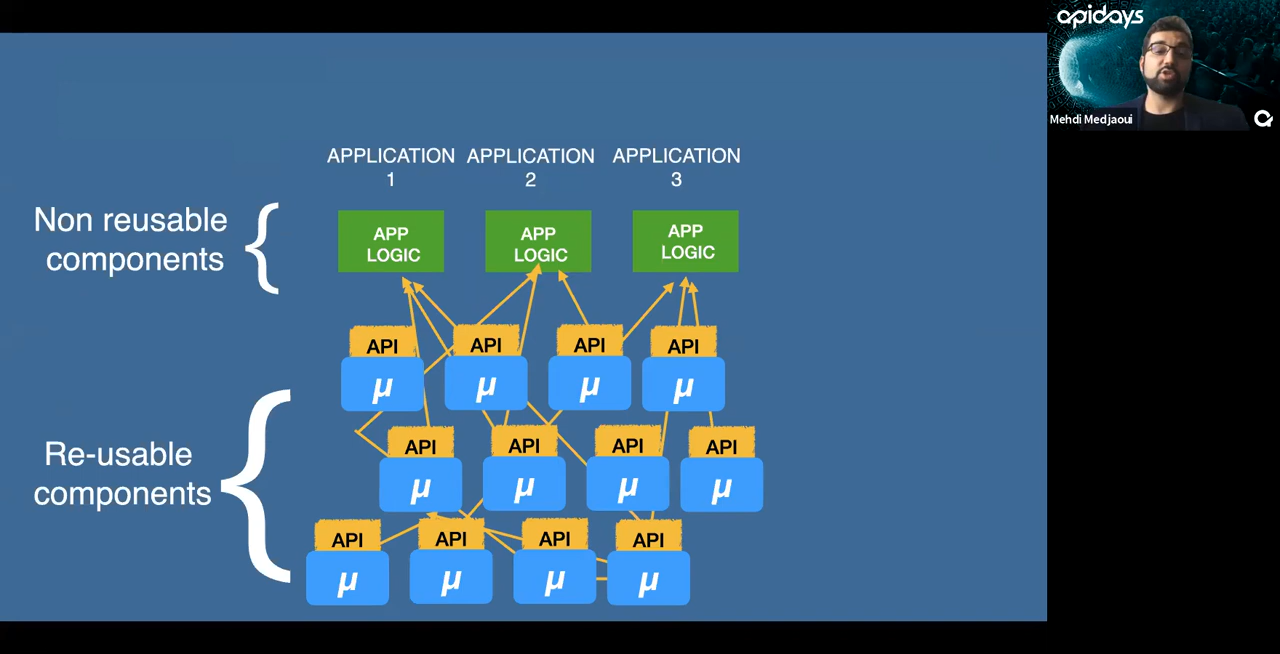 apidays
Mehdi Medjaoui
APPLICATION APPLICATION APPLICATION
1 2 3
Non reusable
components
APP APP APP
LOGIC LOGIC LOGIC
API API API API
μ μ μ μ
Re-usable
components
API API API API
μ μ μ μ
API API API API
μ μ μ μ